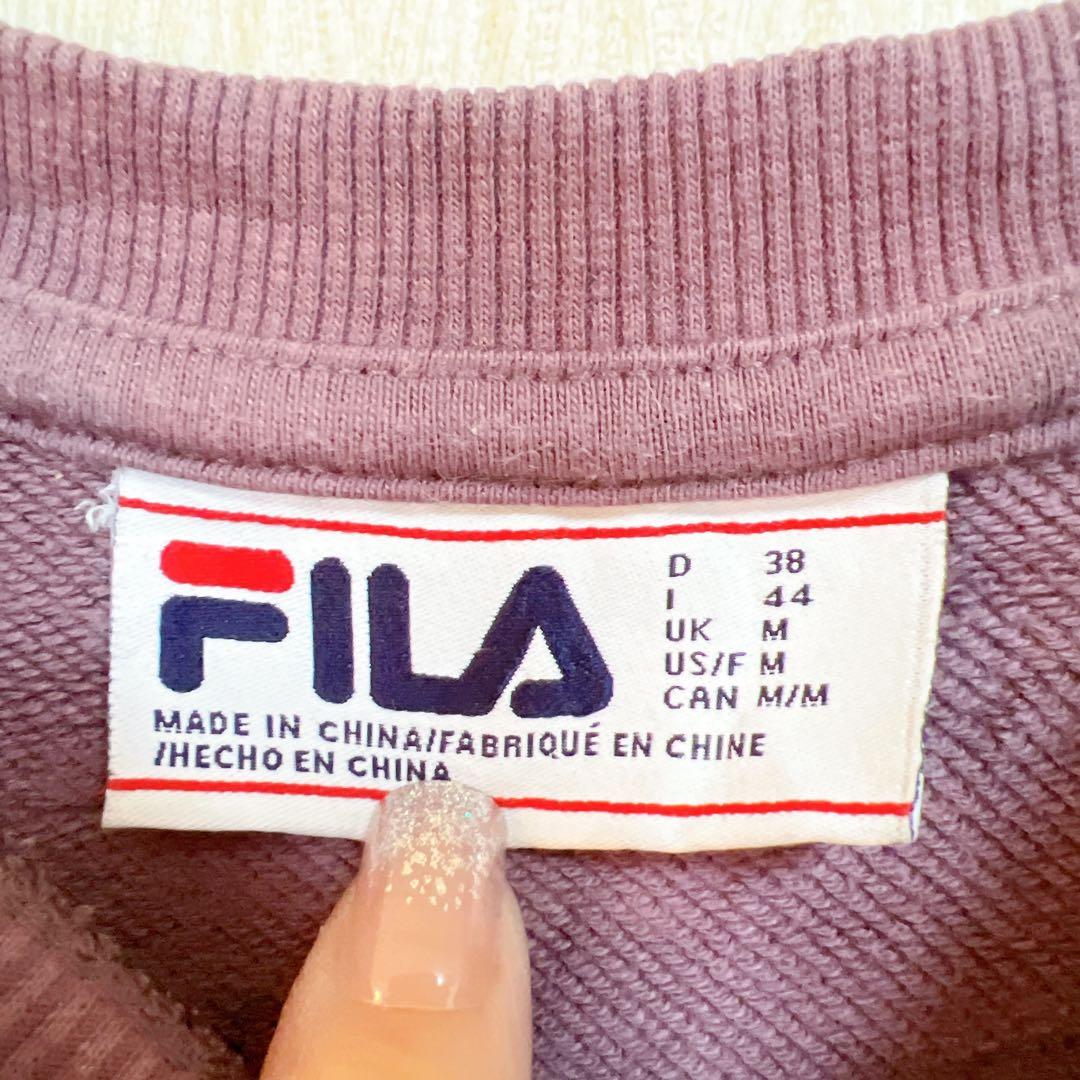 FILA
D 38
I 44
UK M
US/F M
CAN M/M
MADE IN CHINA/FABRIQUÉ EN CHINE
/HECHO EN CHINA